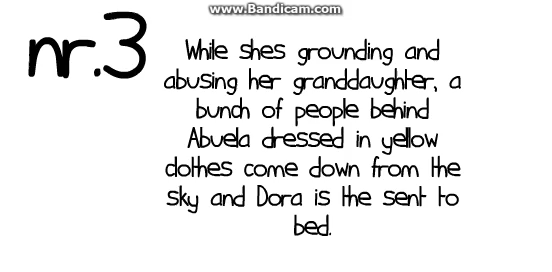 www.Bandicam.com
nr.3
While shes grounding and
abusing her granddaughter, a
bunch of people behind
Abuela dressed in yellow
clothes come down from the
sky and Dora is the sent to
bed.